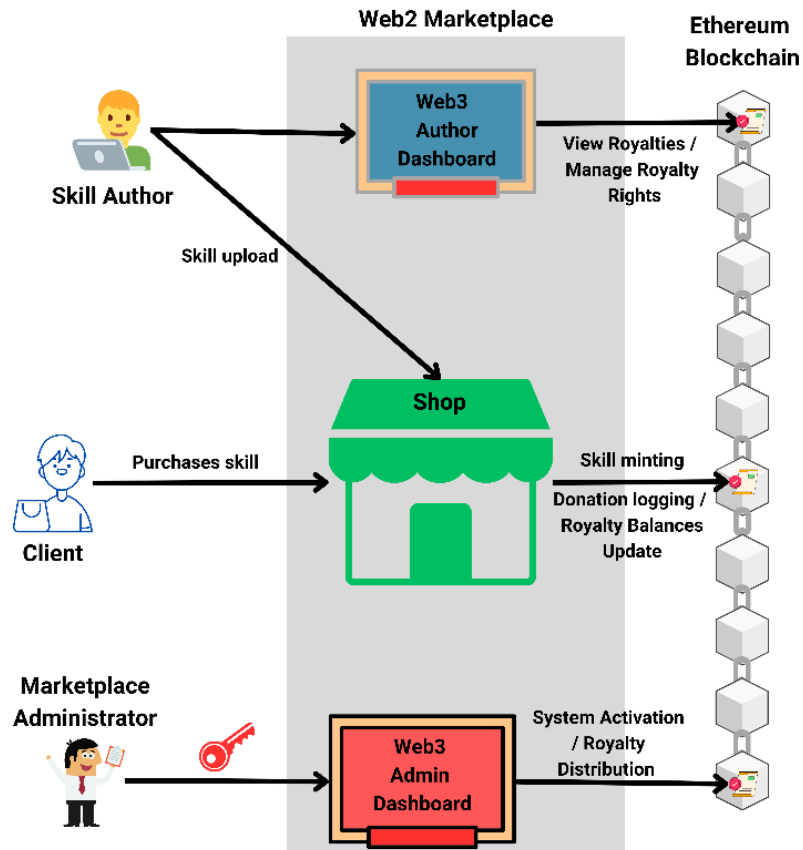 Web2 Marketplace
Ethereum
Blockchain
Web3
Author
Dashboard
View Royalties /
Manage Royalty
Rights
Skill Author
Skill upload
Shop
Purchases skill
Skill minting
Donation logging /
Royalty Balances
Update
Client
Marketplace
Administrator
System Activation
/ Royalty
Distribution
Web3
Admin
Dashboard